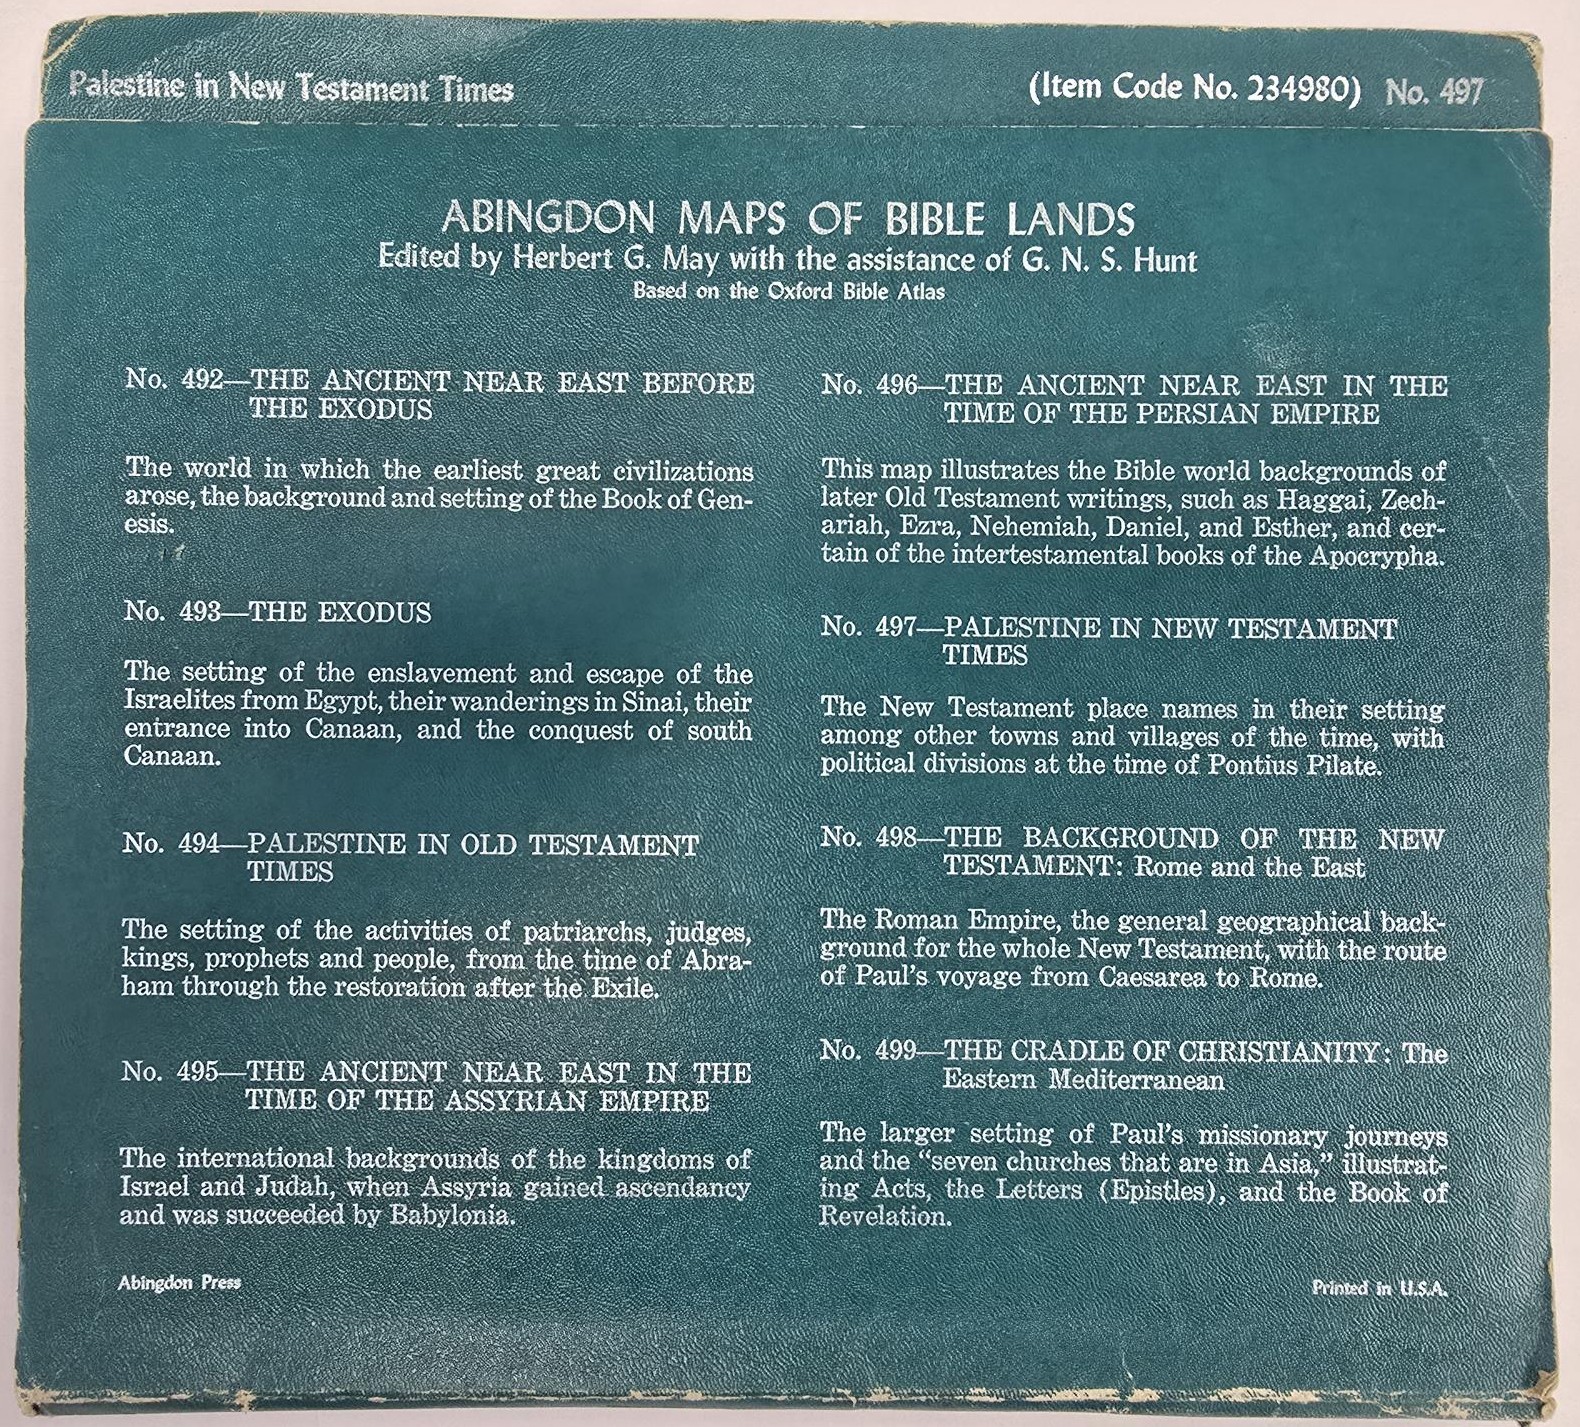 Palestine in New Testament Times
(Item Code No. 234980) No. 497
ABINGDON MAPS OF BIBLE LANDS
Edited by Herbert G. May with the assistance of G. N. S. Hunt
Based on the Oxford Bible Atlas
No. 492—THE ANCIENT NEAR EAST BEFORE
THE EXODUS
The world in which the earliest great civilizations
arose, the background and setting of the Book of Gen-
esis.
No. 493—THE EXODUS
The setting of the enslavement and escape of the
Israelites from Egypt, their wanderings in Sinai, their
entrance into Canaan, and the conquest of south
Canaan.
No. 494—PALESTINE IN OLD TESTAMENT
TIMES
The setting of the activities of patriarchs, judges,
kings, prophets and people, from the time of Abra-
ham through the restoration after the Exile.
No. 495—THE ANCIENT NEAR EAST IN THE
TIME OF THE ASSYRIAN EMPIRE
The international backgrounds of the kingdoms of
Israel and Judah, when Assyria gained ascendancy
and was succeeded by Babylonia.
No. 496—THE ANCIENT NEAR EAST IN THE
TIME OF THE PERSIAN EMPIRE
This map illustrates the Bible world backgrounds of
later Old Testament writings, such as Haggai, Zech-
ariah, Ezra, Nehemiah, Daniel, and Esther, and cer-
tain of the intertestamental books of the Apocrypha.
No. 497—PALESTINE IN NEW TESTAMENT
TIMES
The New Testament place names in their setting
among other towns and villages of the time, with
political divisions at the time of Pontius Pilate.
No. 498—THE BACKGROUND OF THE NEW
TESTAMENT: Rome and the East
The Roman Empire, the general geographical back-
ground for the whole New Testament, with the route
of Paul's voyage from Caesarea to Rome.
No. 499—THE CRADLE OF CHRISTIANITY: The
Eastern Mediterranean
The larger setting of Paul's missionary journeys
and the "seven churches that are in Asia," illustrat-
ing Acts, the Letters (Epistles), and the Book of
Revelation.
Abingdon Press
Printed in U.S.A.